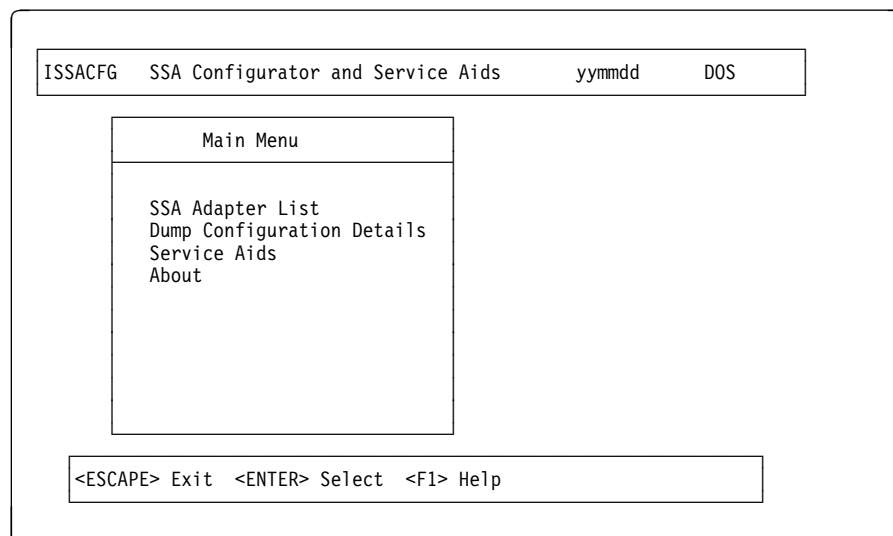 ISSACFG SSA Configurator and Service Aids yymmdd DOS
Main Menu
SSA Adapter List
Dump Configuration Details
Service Aids
About
<ESCAPE> Exit <ENTER> Select <F1> Help